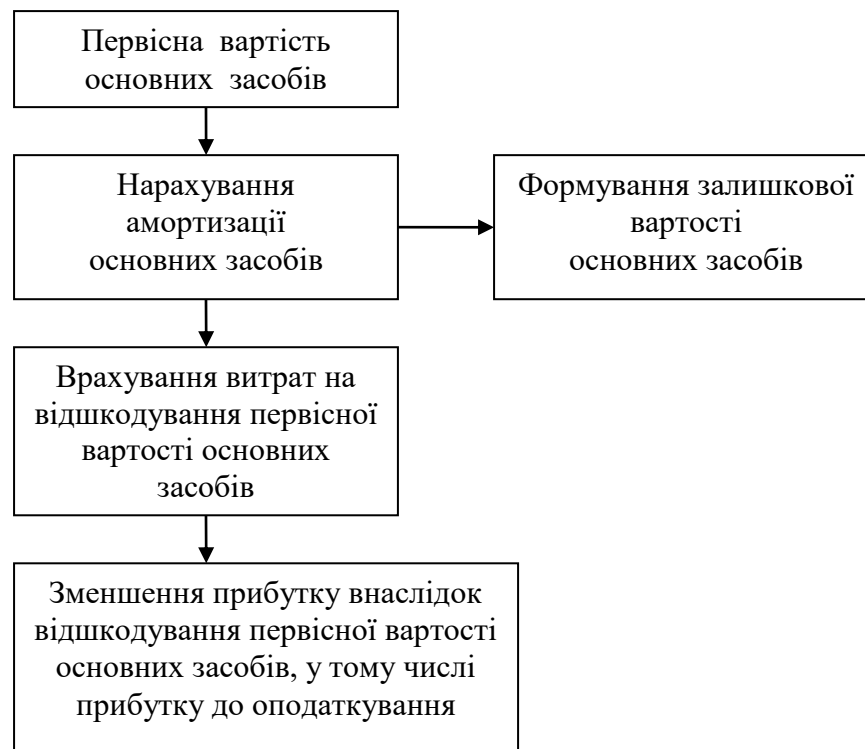 Первісна вартість
основних засобів
Нарахування
амортизації
основних засобів
Формування залишкової
вартості
основних засобів
Врахування витрат на
відшкодування первісної
вартості основних
засобів
Зменшення прибутку внаслідок
відшкодування первісної вартості
основних засобів, у тому числі
прибутку до оподаткування